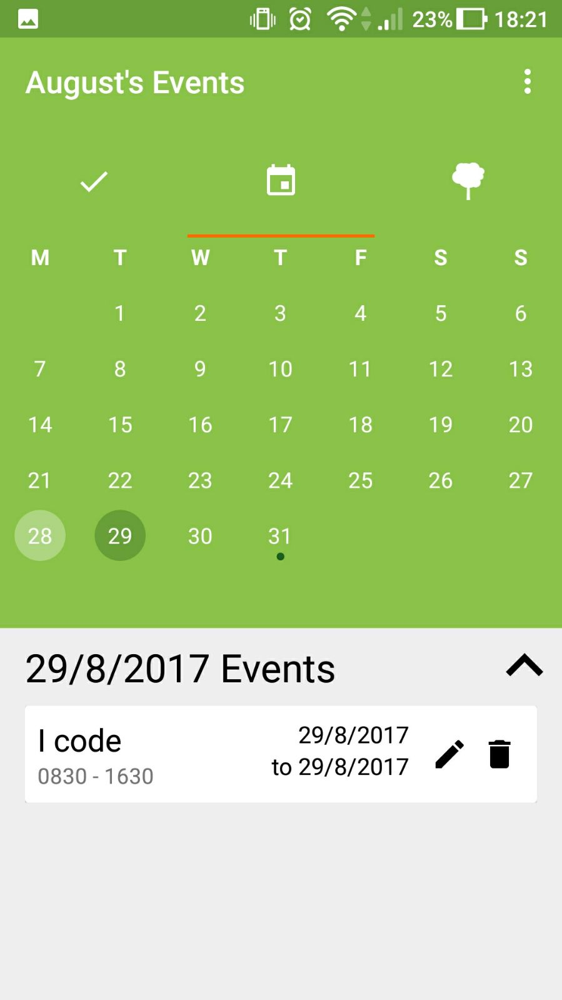 23% 18:21
August's Events
M T W T F S S
1 2 3 4 5 6
7 8 9 10 11 12 13
14 15 16 17 18 19 20
21 22 23 24 25 26 27
28 29 30 31
29/8/2017 Events
I code
0830 - 1630
29/8/2017
to 29/8/2017